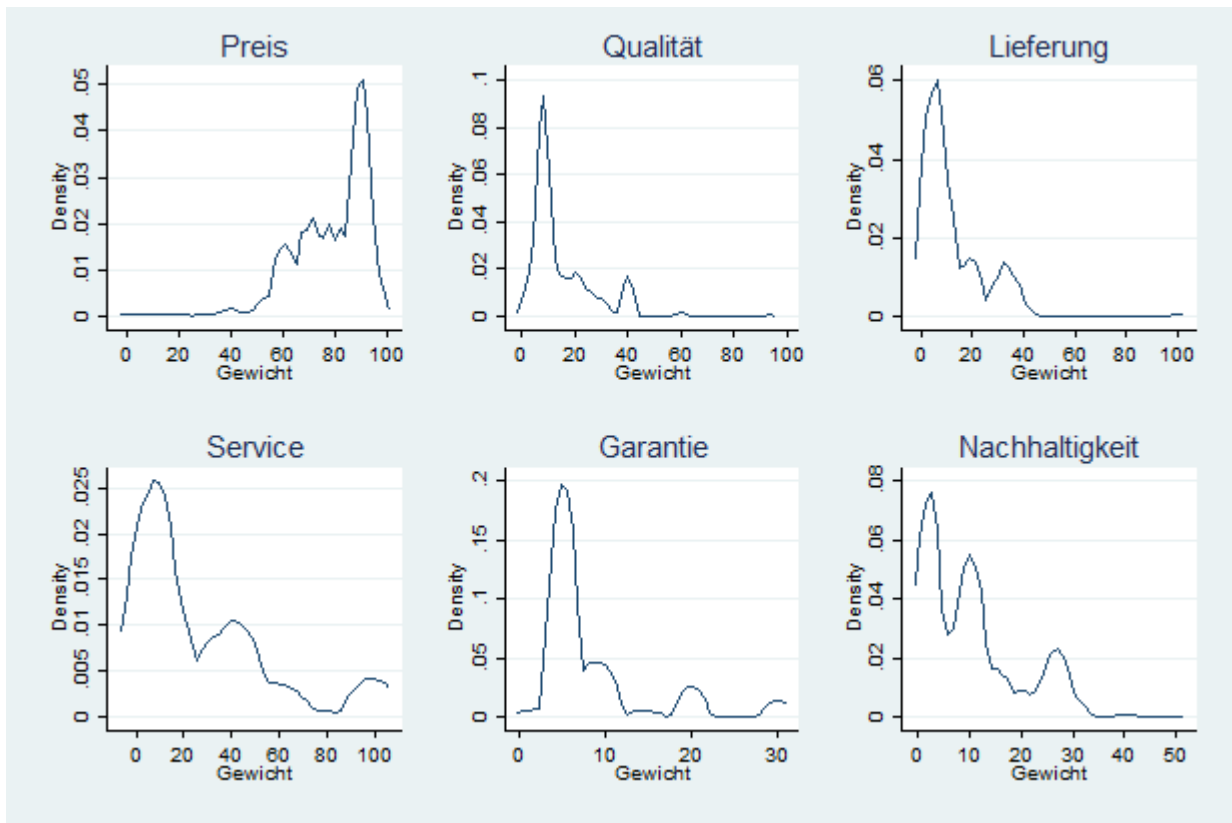 Preis
Density
0 .01 .02 .03 .04 .05
0 20 40 60 80 100
Gewicht
Qualität
Density
0 .02 .04 .06 .08 .1
0 20 40 60 80 100
Gewicht
Lieferung
Density
0 .02 .04 .06
0 20 40 60 80 100
Gewicht
Service
Density
0 .005 .01 .015 .02 .025
0 20 40 60 80 100
Gewicht
Garantie
Density
0 .05 .1 .15 .2
0 10 20 30
Gewicht
Nachhaltigkeit
Density
0 .02 .04 .06 .08
0 10 20 30 40 50
Gewicht